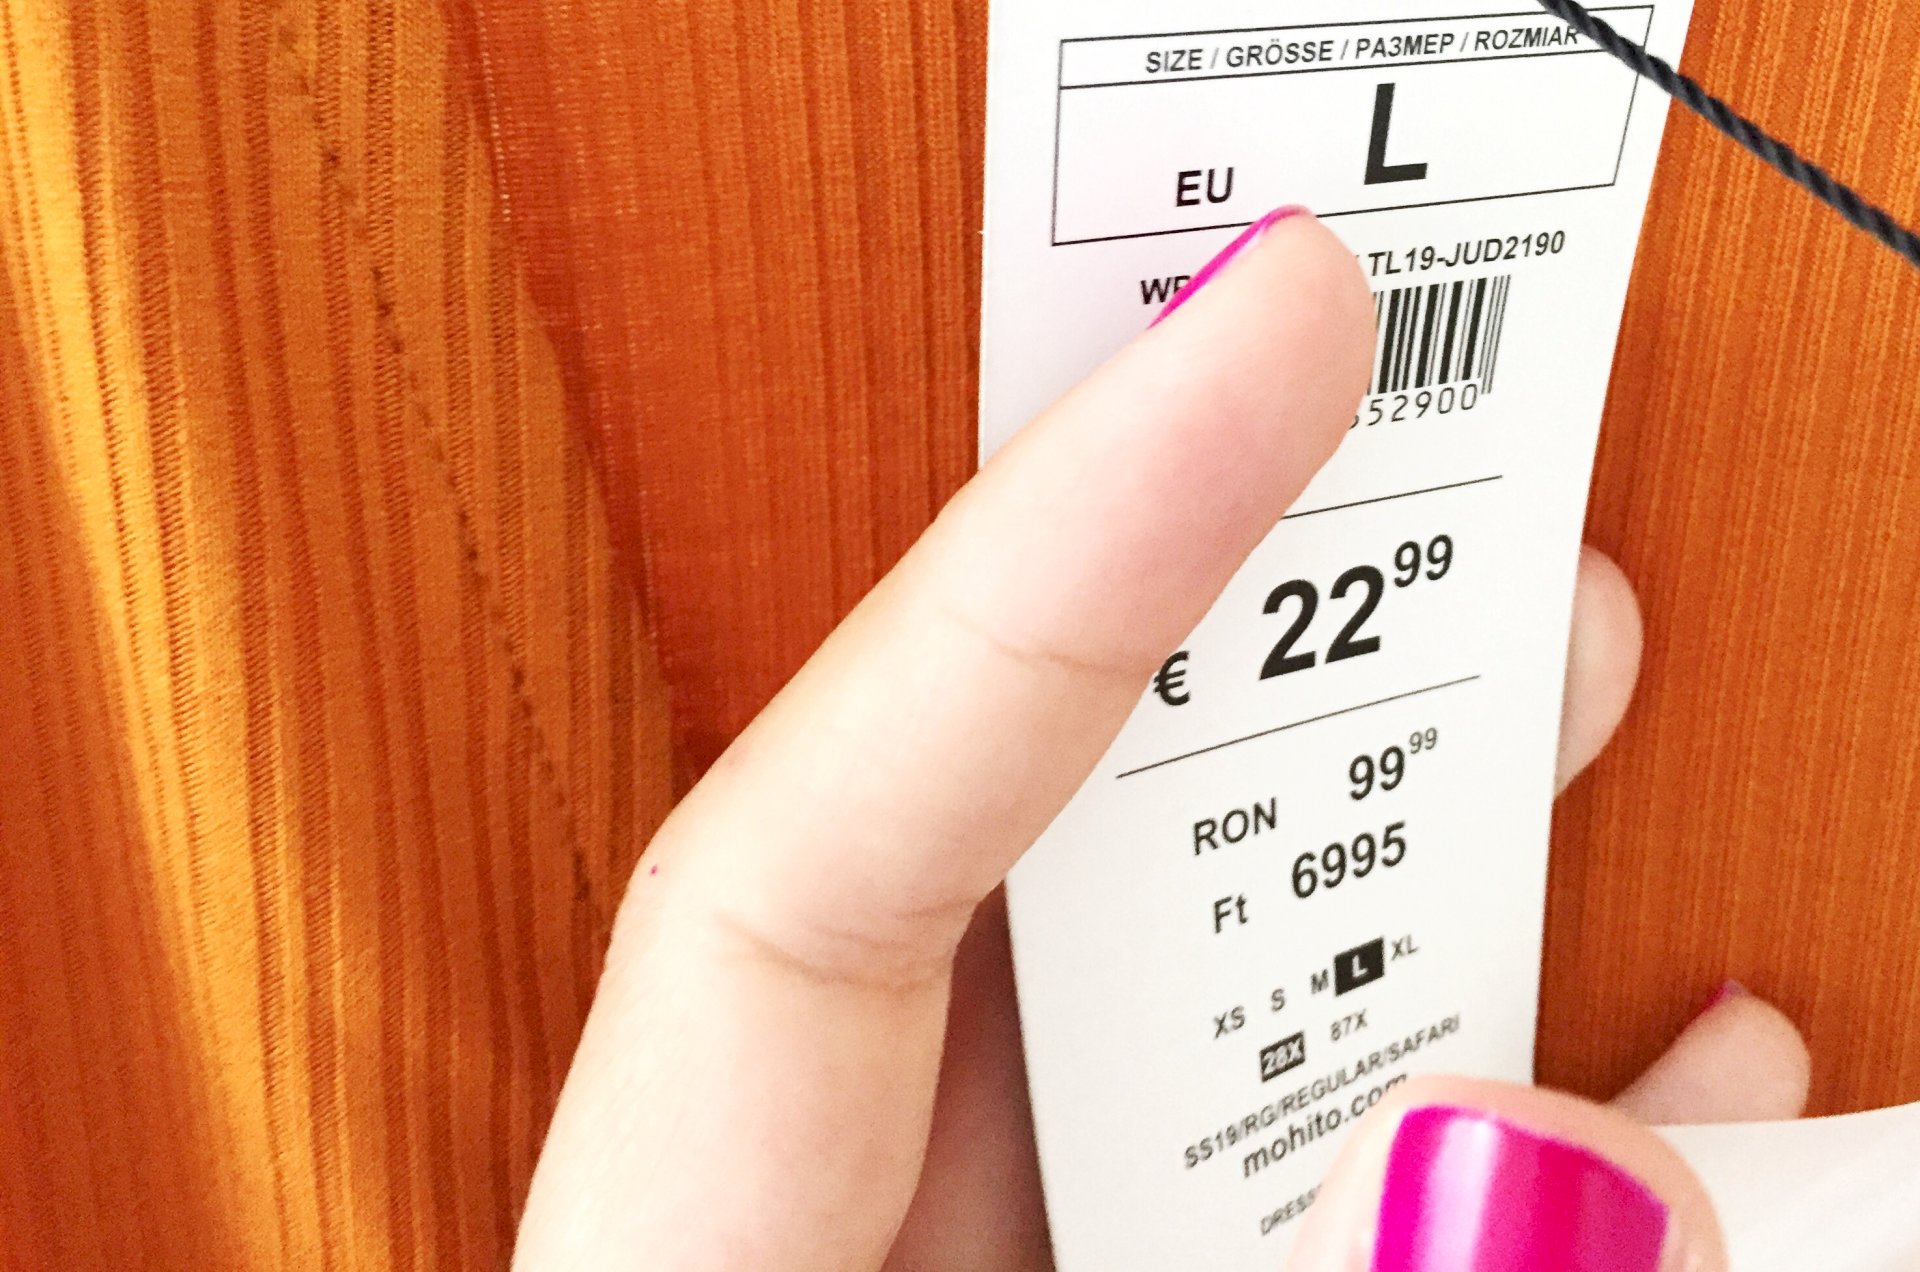 SIZE / GRÖSSE / РАЗМЕР / ROZMIAR
EU L
TL19-JUD2190
52900
€ 22 99
RON 99 99
Ft 6995
XS S M L XL
28X 87X
SS19/RG/REGULAR/SAFARI
mohito.com